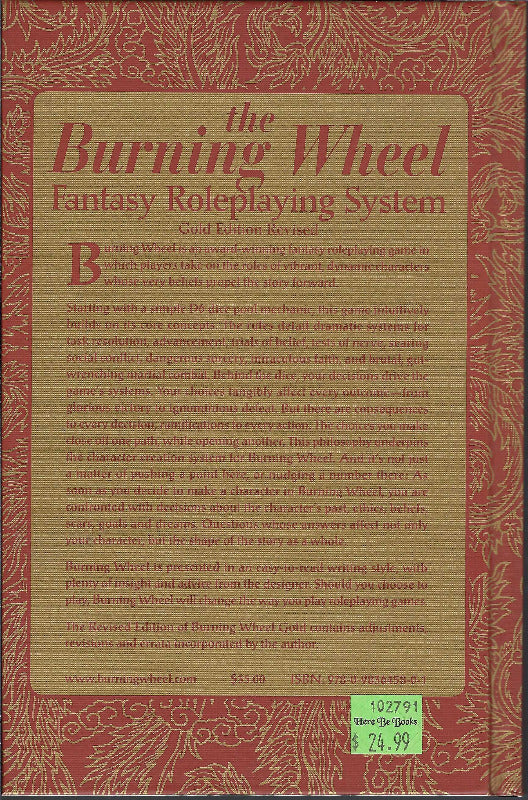 the
Burning Wheel
Fantasy Roleplaying System
Gold Edition Revised
Burning Wheel is an award-winning fantasy roleplaying game in
which players take on the roles of vibrant, dynamic characters
whose very beliefs propel the story forward.
Starting with a simple D6 dice pool mechanic, this game intuitively
builds on its core concepts. The rules detail dramatic systems for
task resolution, advancement, trials of belief, tests of nerve, searing
social conflict, dangerous sorcery, miraculous faith, and brutal, gut-
wrenching martial combat. Behind the dice, your decisions drive the
game's systems. Your choices tangibly affect every outcome—from
glorious victory to ignominious defeat. But there are consequences
to every decision, ramifications to every action. The choices you make
close off one path, while opening another. This philosophy underpins
the character creation system for Burning Wheel. And it's not just
a matter of pushing a point here, or nudging a number there. As
soon as you decide to make a character in Burning Wheel, you are
confronted with decisions about the character's past, ethics, beliefs,
scars, goals and dreams. Questions whose answers affect not only
your character, but the shape of the story as a whole.
Burning Wheel is presented in an easy-to-read writing style, with
plenty of insight and advice from the designer. Should you choose to
play, Burning Wheel will change the way you play roleplaying games.
The Revised Edition of Burning Wheel Gold contains adjustments,
revisions and errata incorporated by the author.
www.burningwheel.com $35.00 ISBN: 978-0-9836458-0-1
102791
Here Be Books
$ 24.99